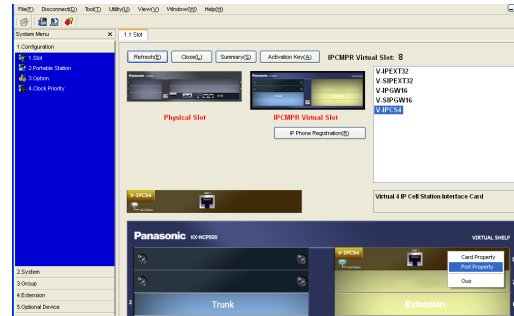 File(F) Disconnect(D) Tool(T) Utility(U) View(V) Window(W) Help(H)
System Menu X
1.1 Slot
1.Configuration
1.Slot
2.Portable Station
3.Option
4.Clock Priority
Refresh(E) Close(L) Summary(S) Activation Key(A) IPCMPR Virtual Slot: 8
V-IPEXT32
V-SIPEXT32
V-IPGW16
V-SIPGW16
V-IPCS4
Physical Slot IPCMPR Virtual Slot
IP Phone Registration(R)
V-IPCS4
Virtual 4 IP Cell Station Interface Card
Panasonic KX-NCP500 VIRTUAL SHELF
V-IPCS4
Card Property
Port Property
Ous
2 Trunk Extension
2.System
3.Group
4.Extension
5.Optional Device